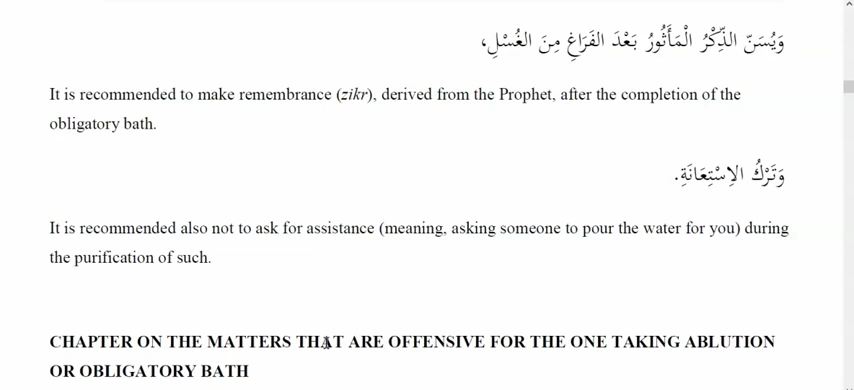 وَيُسَنّ الذِّكْرُ الْمَأَثُورُ بَعْدَ الفَرَاغِ مِنَ الغُسْلِ،
It is recommended to make remembrance (zikr), derived from the Prophet, after the completion of the
obligatory bath.
وَتَرْكُ الاِسْتِعَانَةِ.
It is recommended also not to ask for assistance (meaning, asking someone to pour the water for you) during
the purification of such.
CHAPTER ON THE MATTERS THAT ARE OFFENSIVE FOR THE ONE TAKING ABLUTION
OR OBLIGATORY BATH